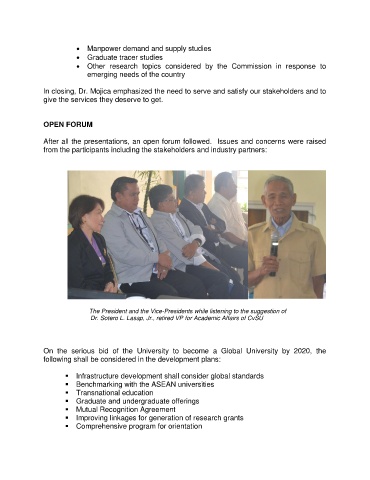 • Manpower demand and supply studies
• Graduate tracer studies
• Other research topics considered by the Commission in response to
emerging needs of the country
In closing, Dr. Mojica emphasized the need to serve and satisfy our stakeholders and to
give the services they deserve to get.
OPEN FORUM
After all the presentations, an open forum followed. Issues and concerns were raised
from the participants including the stakeholders and industry partners:
The President and the Vice-Presidents while listening to the suggestion of
Dr. Sotero L. Lasap, Jr., retired VP for Academic Affairs of CvSU
On the serious bid of the University to become a Global University by 2020, the
following shall be considered in the development plans:
▪ Infrastructure development shall consider global standards
▪ Benchmarking with the ASEAN universities
▪ Transnational education
▪ Graduate and undergraduate offerings
▪ Mutual Recognition Agreement
▪ Improving linkages for generation of research grants
▪ Comprehensive program for orientation